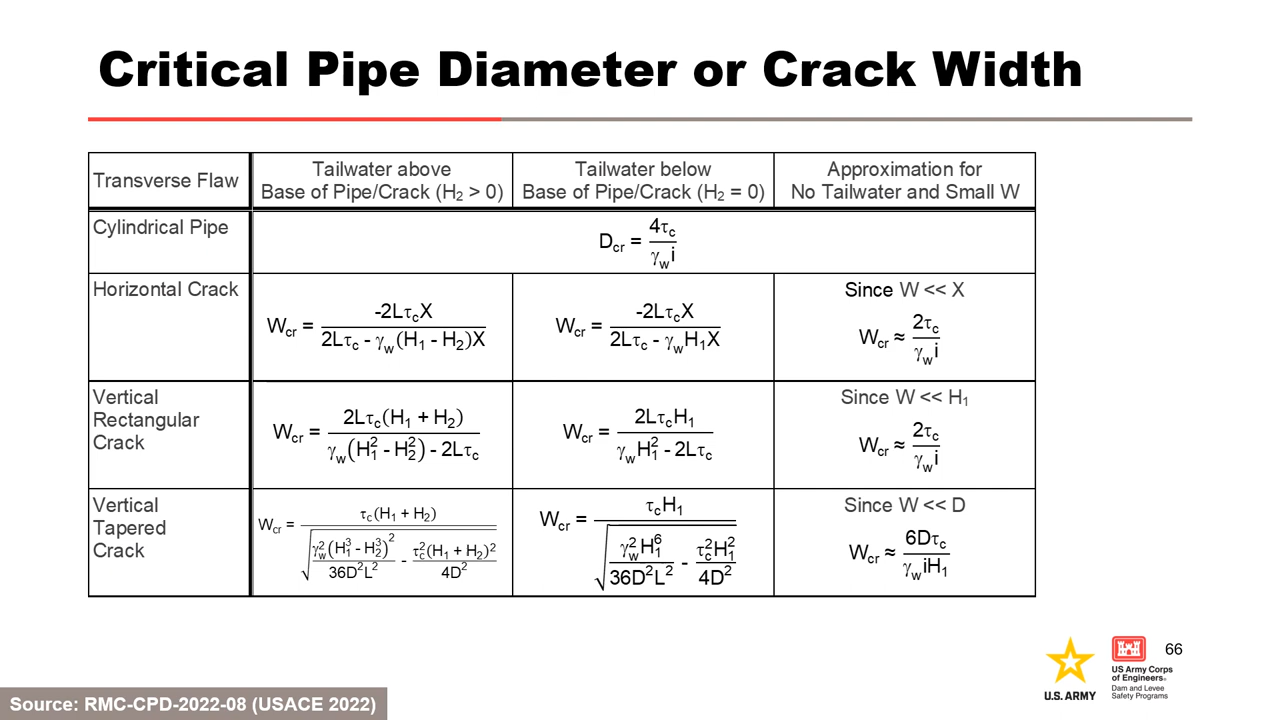 Critical Pipe Diameter or Crack Width
Transverse Flaw
Tailwater above
Base of Pipe/Crack (H₂ > 0)
Tailwater below
Base of Pipe/Crack (H₂ = 0)
Approximation for
No Tailwater and Small W
Cylindrical Pipe
D_cr = 4τ_c / γ_w i
Horizontal Crack
W_cr = -2Lτ_cX / 2Lτ_c - γ_w(H₁ - H₂)X
W_cr = -2Lτ_cX / 2Lτ_c - γ_wH₁X
Since W << X
W_cr ≈ 2τ_c / γ_w i
Vertical
Rectangular
Crack
W_cr = 2Lτ_c(H₁ + H₂) / γ_w(H₁² - H₂²) - 2Lτ_c
W_cr = 2Lτ_cH₁ / γ_wH₁² - 2Lτ_c
Since W << H₁
W_cr ≈ 2τ_c / γ_w i
Vertical
Tapered
Crack
W_cr = τ_c(H₁ + H₂) / √(γ_w²(H₁³ - H₂³)² / 36D²L² - τ_c²(H₁ + H₂)² / 4D²)
W_cr = τ_cH₁ / √(γ_w²H₁⁶ / 36D²L² - τ_c²H₁² / 4D²)
Since W << D
W_cr ≈ 6Dτ_c / γ_w iH₁
66
U.S. ARMY
US Army Corps
of Engineers®
Dam and Levee
Safety Programs
Source: RMC-CPD-2022-08 (USACE 2022)